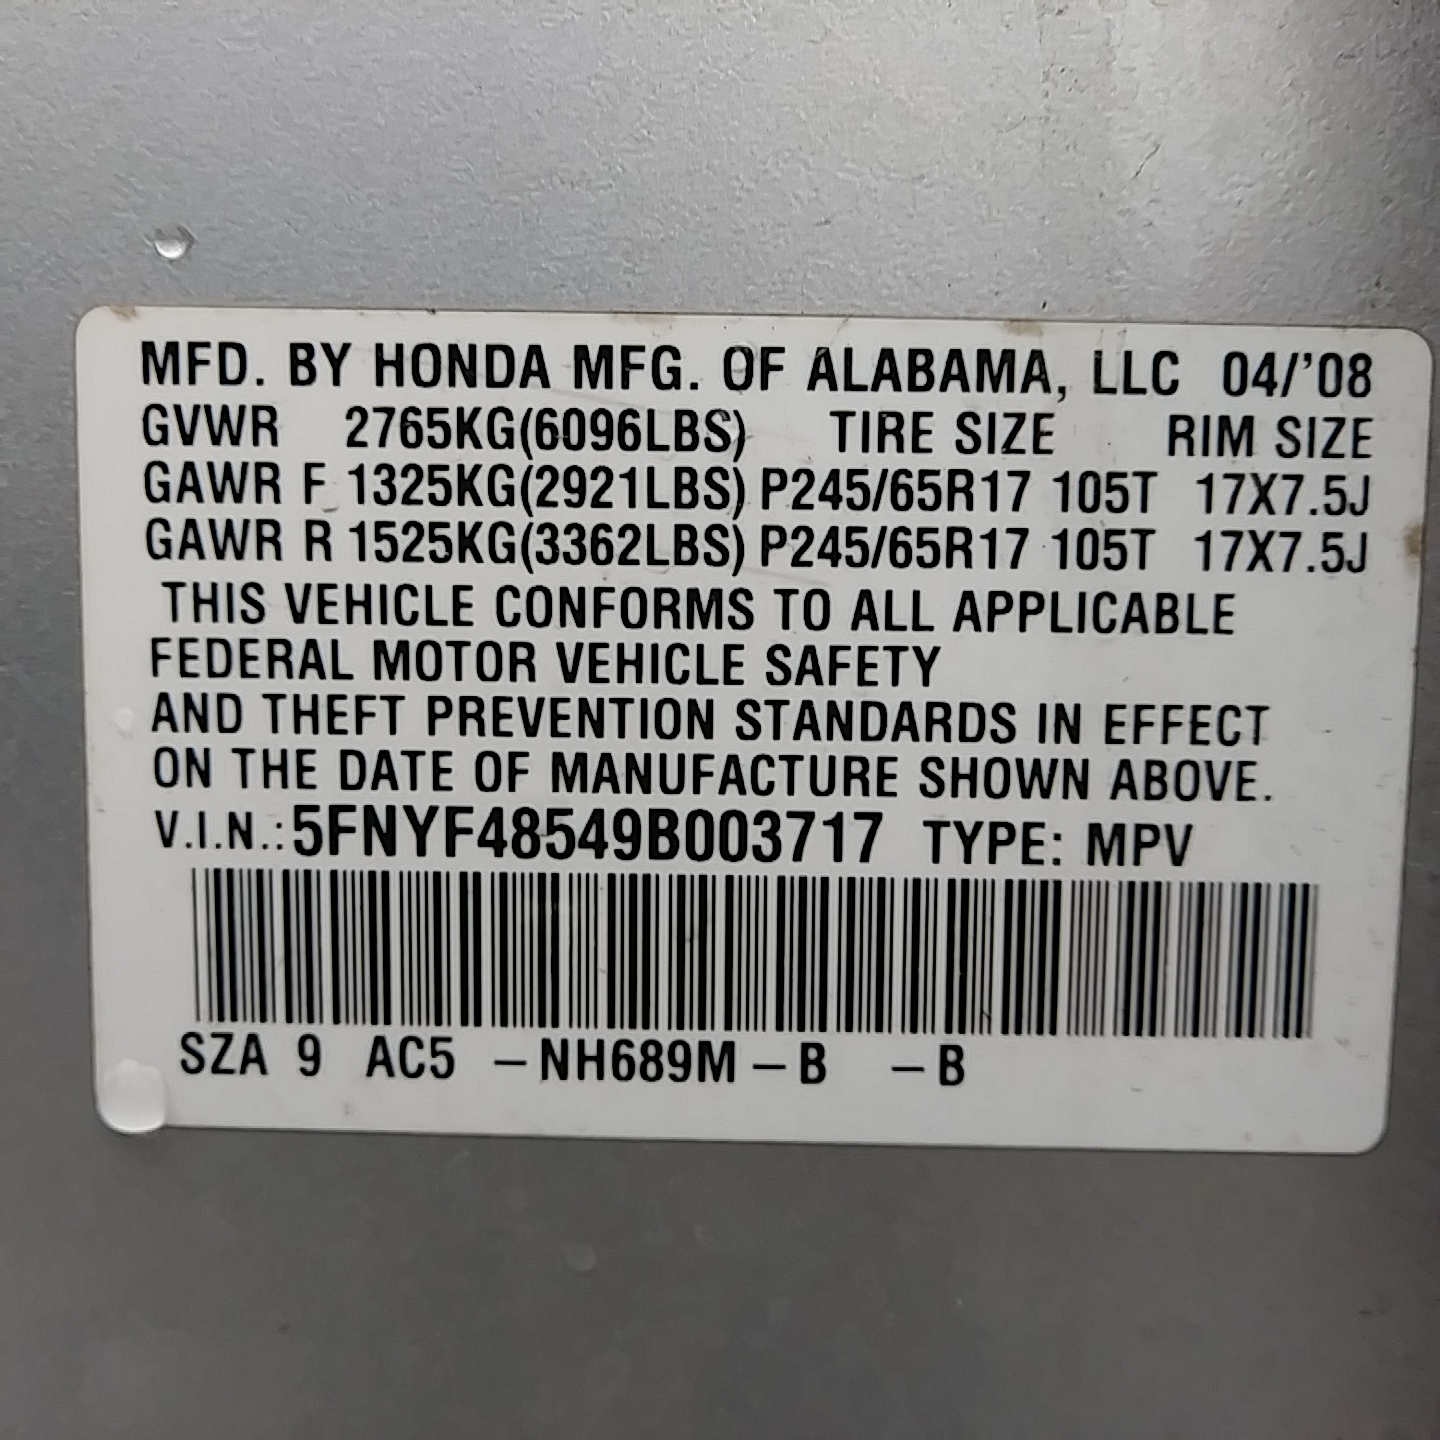 MFD. BY HONDA MFG. OF ALABAMA, LLC 04/'08
GVWR 2765KG(6096LBS) TIRE SIZE RIM SIZE
GAWR F 1325KG(2921LBS) P245/65R17 105T 17X7.5J
GAWR R 1525KG(3362LBS) P245/65R17 105T 17X7.5J
THIS VEHICLE CONFORMS TO ALL APPLICABLE
FEDERAL MOTOR VEHICLE SAFETY
AND THEFT PREVENTION STANDARDS IN EFFECT
ON THE DATE OF MANUFACTURE SHOWN ABOVE.
V.I.N.:5FNYF48549B003717 TYPE: MPV
SZA 9 AC5 –NH689M – B – B